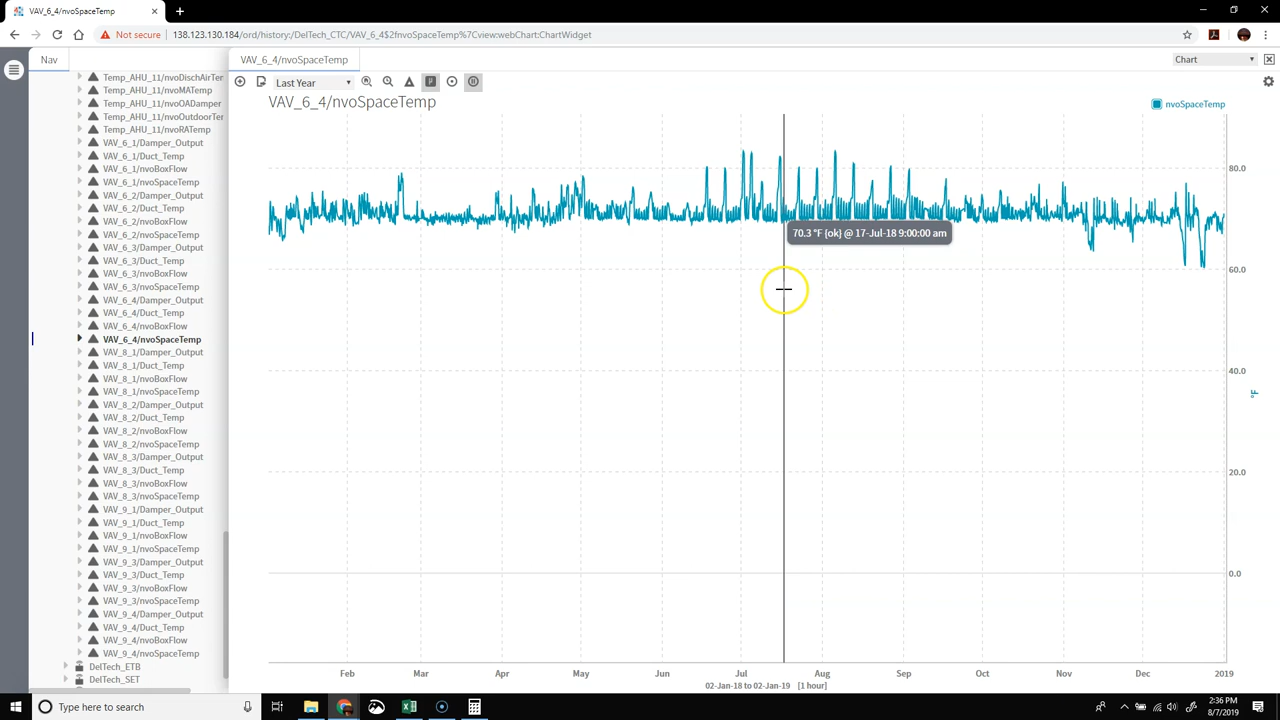 VAV_6_4/nvoSpaceTemp
Not secure
138.123.130.184/ord/history:/DelTech_CTC/VAV_6_4$2fnvoSpaceTemp%7Cview:webChart:ChartWidget
Nav
VAV_6_4/nvoSpaceTemp
Chart
Last Year
VAV_6_4/nvoSpaceTemp
nvoSpaceTemp
Temp_AHU_11/nvoDischAirTer
Temp_AHU_11/nvoMATemp
Temp_AHU_11/nvoOADamper
Temp_AHU_11/nvoOutdoorTer
Temp_AHU_11/nvoRATemp
VAV_6_1/Damper_Output
VAV_6_1/Duct_Temp
VAV_6_1/nvoBoxFlow
VAV_6_1/nvoSpaceTemp
VAV_6_2/Damper_Output
VAV_6_2/Duct_Temp
VAV_6_2/nvoBoxFlow
VAV_6_2/nvoSpaceTemp
VAV_6_3/Damper_Output
VAV_6_3/Duct_Temp
VAV_6_3/nvoBoxFlow
VAV_6_3/nvoSpaceTemp
VAV_6_4/Damper_Output
VAV_6_4/Duct_Temp
VAV_6_4/nvoBoxFlow
VAV_6_4/nvoSpaceTemp
VAV_8_1/Damper_Output
VAV_8_1/Duct_Temp
VAV_8_1/nvoBoxFlow
VAV_8_1/nvoSpaceTemp
VAV_8_2/Damper_Output
VAV_8_2/Duct_Temp
VAV_8_2/nvoBoxFlow
VAV_8_2/nvoSpaceTemp
VAV_8_3/Damper_Output
VAV_8_3/Duct_Temp
VAV_8_3/nvoBoxFlow
VAV_8_3/nvoSpaceTemp
VAV_9_1/Damper_Output
VAV_9_1/Duct_Temp
VAV_9_1/nvoBoxFlow
VAV_9_1/nvoSpaceTemp
VAV_9_3/Damper_Output
VAV_9_3/Duct_Temp
VAV_9_3/nvoBoxFlow
VAV_9_3/nvoSpaceTemp
VAV_9_4/Damper_Output
VAV_9_4/Duct_Temp
VAV_9_4/nvoBoxFlow
VAV_9_4/nvoSpaceTemp
DelTech_ETB
DelTech_SET
70.3 °F {ok} @ 17-Jul-18 9:00:00 am
80.0
60.0
40.0
°F
20.0
0.0
Feb Mar Apr May Jun Jul Aug Sep Oct Nov Dec 2019
02-Jan-18 to 02-Jan-19 [1 hour]
Type here to search
2:36 PM
8/7/2019